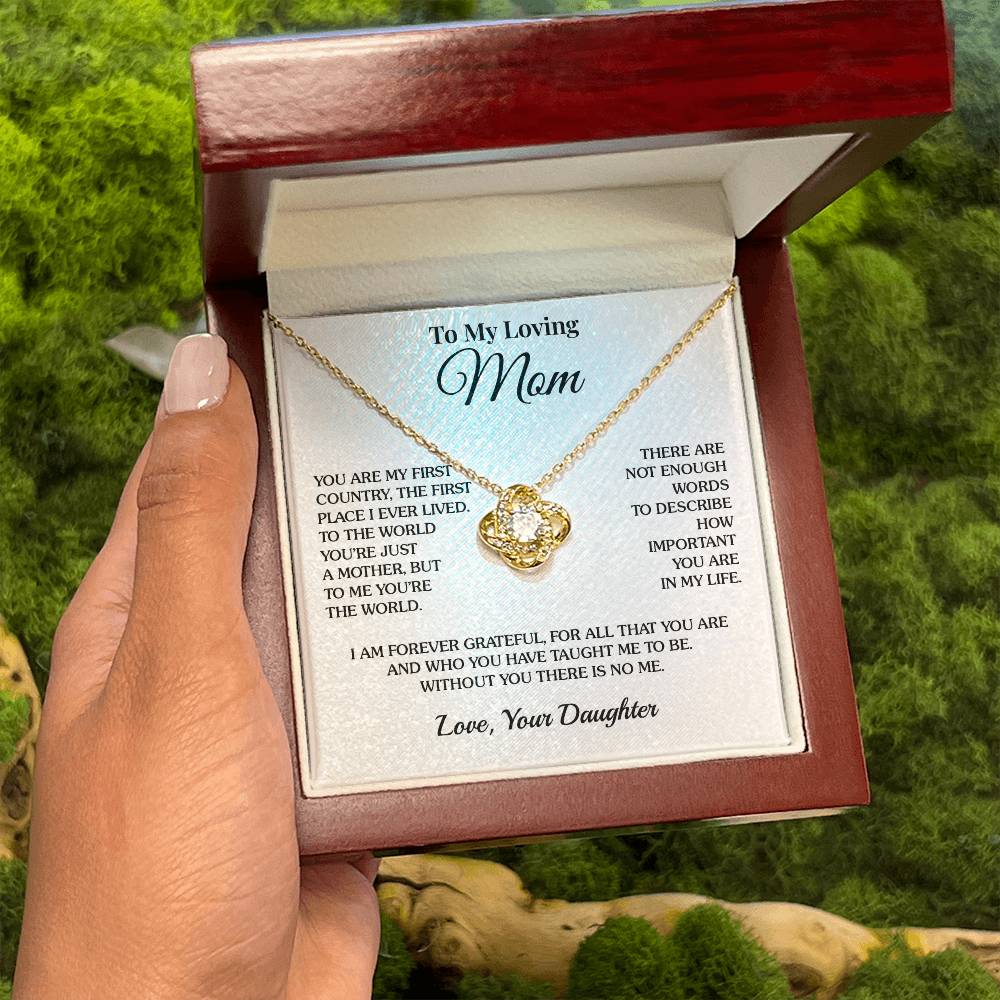 To My Loving
Mom
YOU ARE MY FIRST
COUNTRY, THE FIRST
PLACE I EVER LIVED.
TO THE WORLD
YOU'RE JUST
A MOTHER, BUT
TO ME YOU'RE
THE WORLD.
THERE ARE
NOT ENOUGH
WORDS
TO DESCRIBE
HOW
IMPORTANT
YOU ARE
IN MY LIFE.
I AM FOREVER GRATEFUL, FOR ALL THAT YOU ARE
AND WHO YOU HAVE TAUGHT ME TO BE.
WITHOUT YOU THERE IS NO ME.
Love, Your Daughter